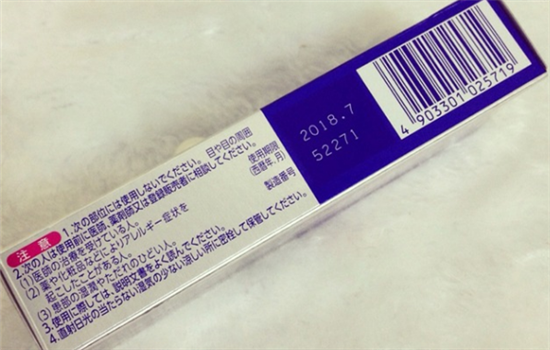 注 意
1.次の部位には使用しないでください。目や目の周囲
2.次の人は使用前に医師、薬剤師又は登録販売者に相談してください。
(1)医師の治療を受けている人。
(2)薬や化粧品などによりアレルギー症状を
起こしたことがある人。
(3)患部の湿潤やただれのひどい人。
3.使用に際しては、説明文書をよく読んでください。
4.直射日光の当たらない湿気の少ない涼しい所に密栓して保管してください。
使用期限
(西暦年.月)
製造番号
2018.7
52271
4 903301 025719